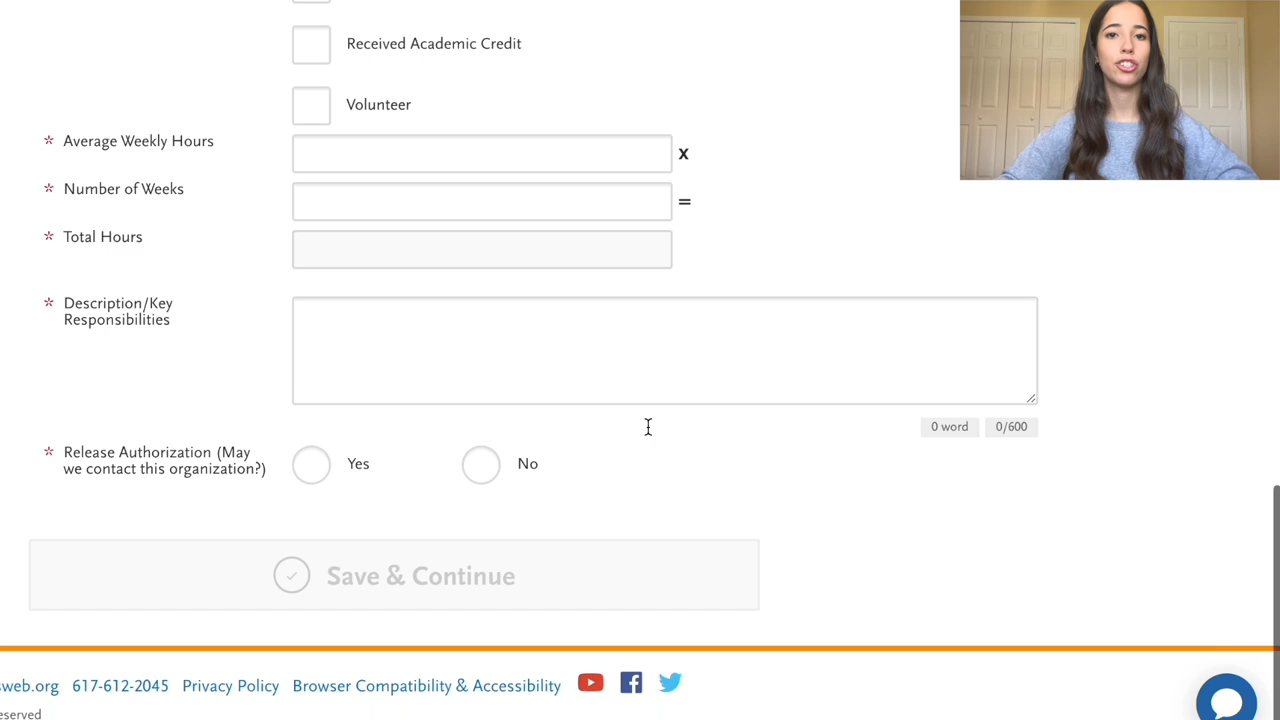 Received Academic Credit
Volunteer
* Average Weekly Hours
x
* Number of Weeks
=
* Total Hours
* Description/Key
Responsibilities
0 word 0/600
* Release Authorization (May
we contact this organization?)
Yes No
Save & Continue
sweb.org 617-612-2045 Privacy Policy Browser Compatibility & Accessibility
eserved